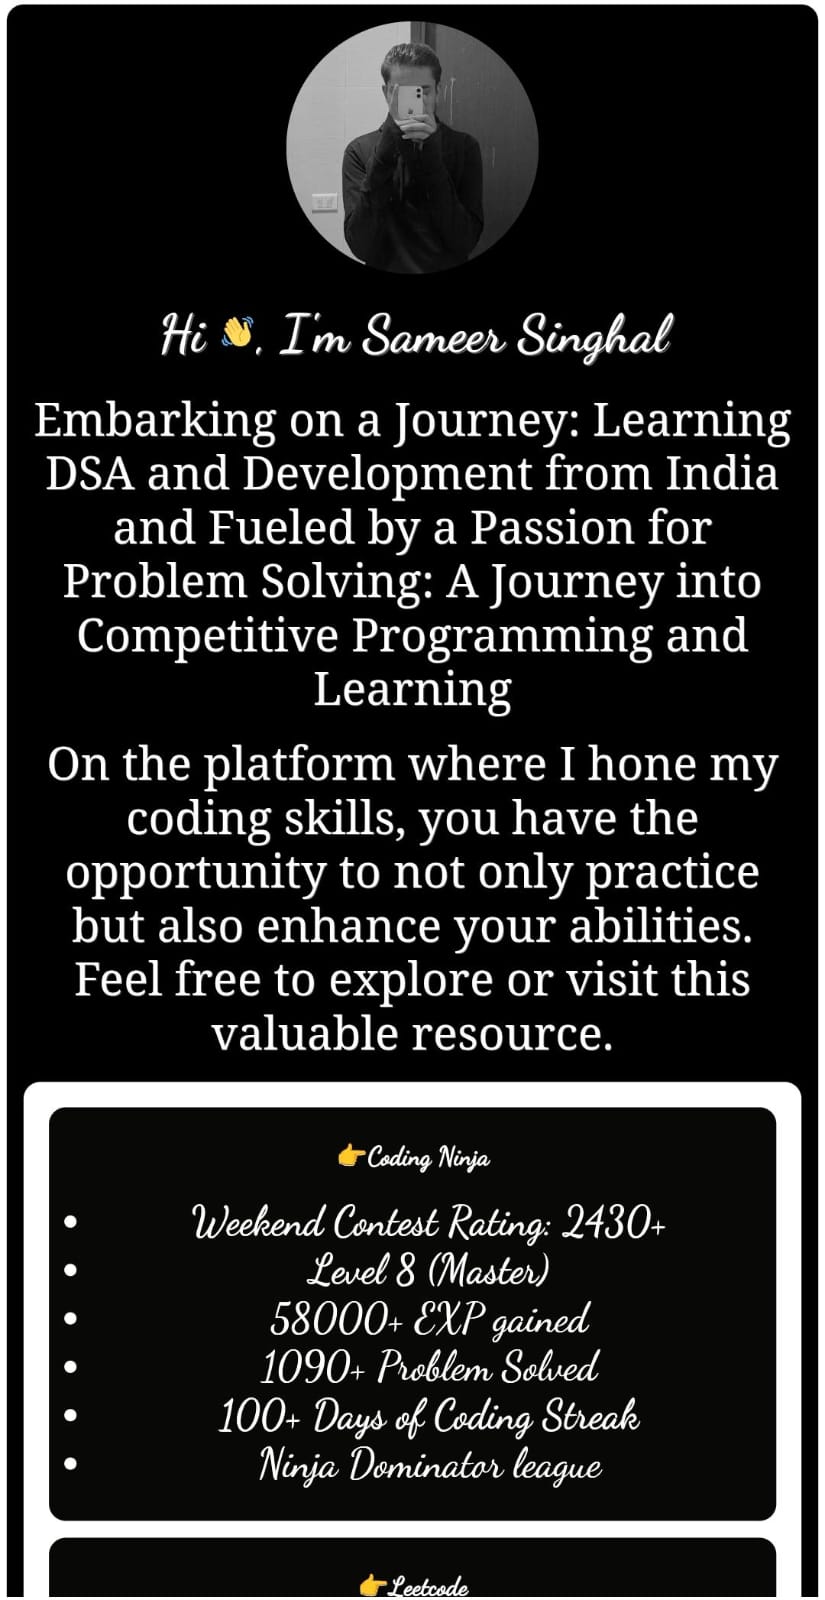 Hi 👋, I'm Sameer Singhal
Embarking on a Journey: Learning
DSA and Development from India
and Fueled by a Passion for
Problem Solving: A Journey into
Competitive Programming and
Learning
On the platform where I hone my
coding skills, you have the
opportunity to not only practice
but also enhance your abilities.
Feel free to explore or visit this
valuable resource.
👉Coding Ninja
• Weekend Contest Rating: 2430+
• Level 8 (Master)
• 58000+ EXP gained
• 1090+ Problem Solved
• 100+ Days of Coding Streak
• Ninja Dominator league
👉Leetcode